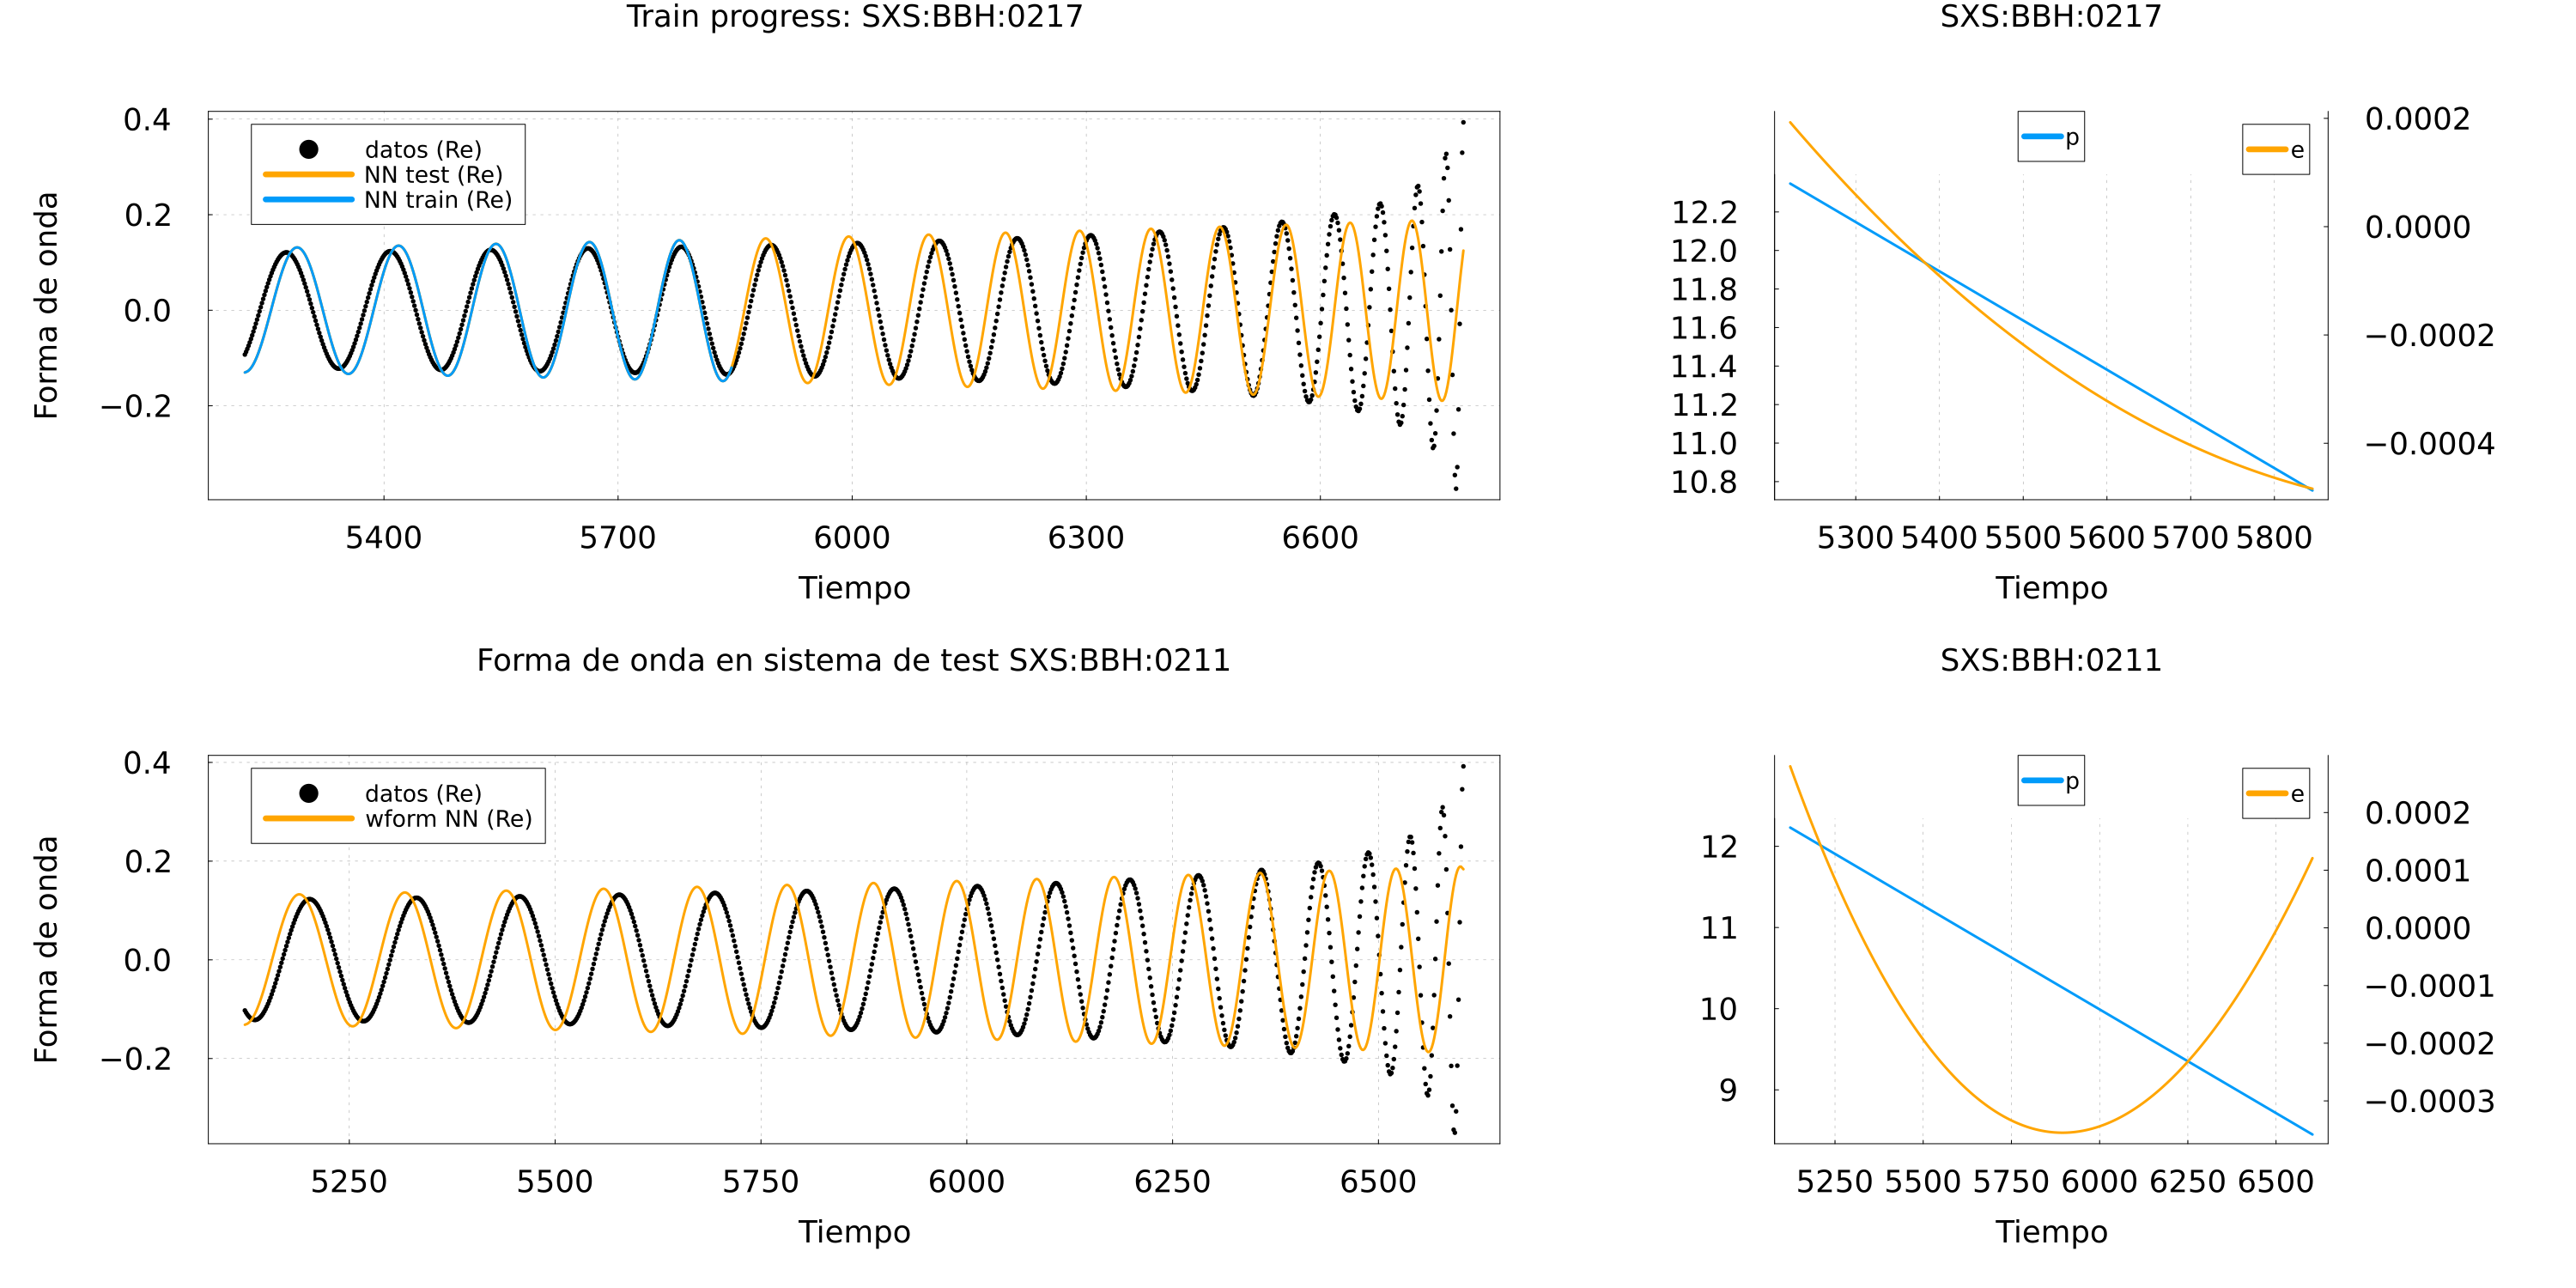 Train progress: SXS:BBH:0217
Forma de onda
0.4
0.2
0.0
−0.2
datos (Re)
NN test (Re)
NN train (Re)
5400 5700 6000 6300 6600
Tiempo
SXS:BBH:0217
12.2
12.0
11.8
11.6
11.4
11.2
11.0
10.8
p
e
0.0002
0.0000
−0.0002
−0.0004
5300 5400 5500 5600 5700 5800
Tiempo
Forma de onda en sistema de test SXS:BBH:0211
Forma de onda
0.4
0.2
0.0
−0.2
datos (Re)
wform NN (Re)
5250 5500 5750 6000 6250 6500
Tiempo
SXS:BBH:0211
12
11
10
9
p
e
0.0002
0.0001
0.0000
−0.0001
−0.0002
−0.0003
5250 5500 5750 6000 6250 6500
Tiempo